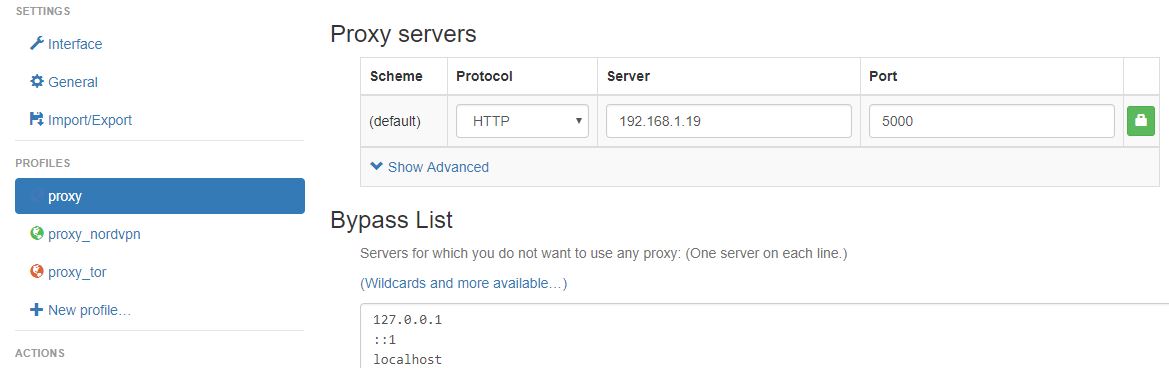 SETTINGS
Interface
General
Import/Export
PROFILES
proxy
proxy_nordvpn
proxy_tor
New profile…
ACTIONS
Proxy servers
Scheme Protocol Server Port
(default) HTTP 192.168.1.19 5000
Show Advanced
Bypass List
Servers for which you do not want to use any proxy: (One server on each line.)
(Wildcards and more available…)
127.0.0.1
::1
localhost